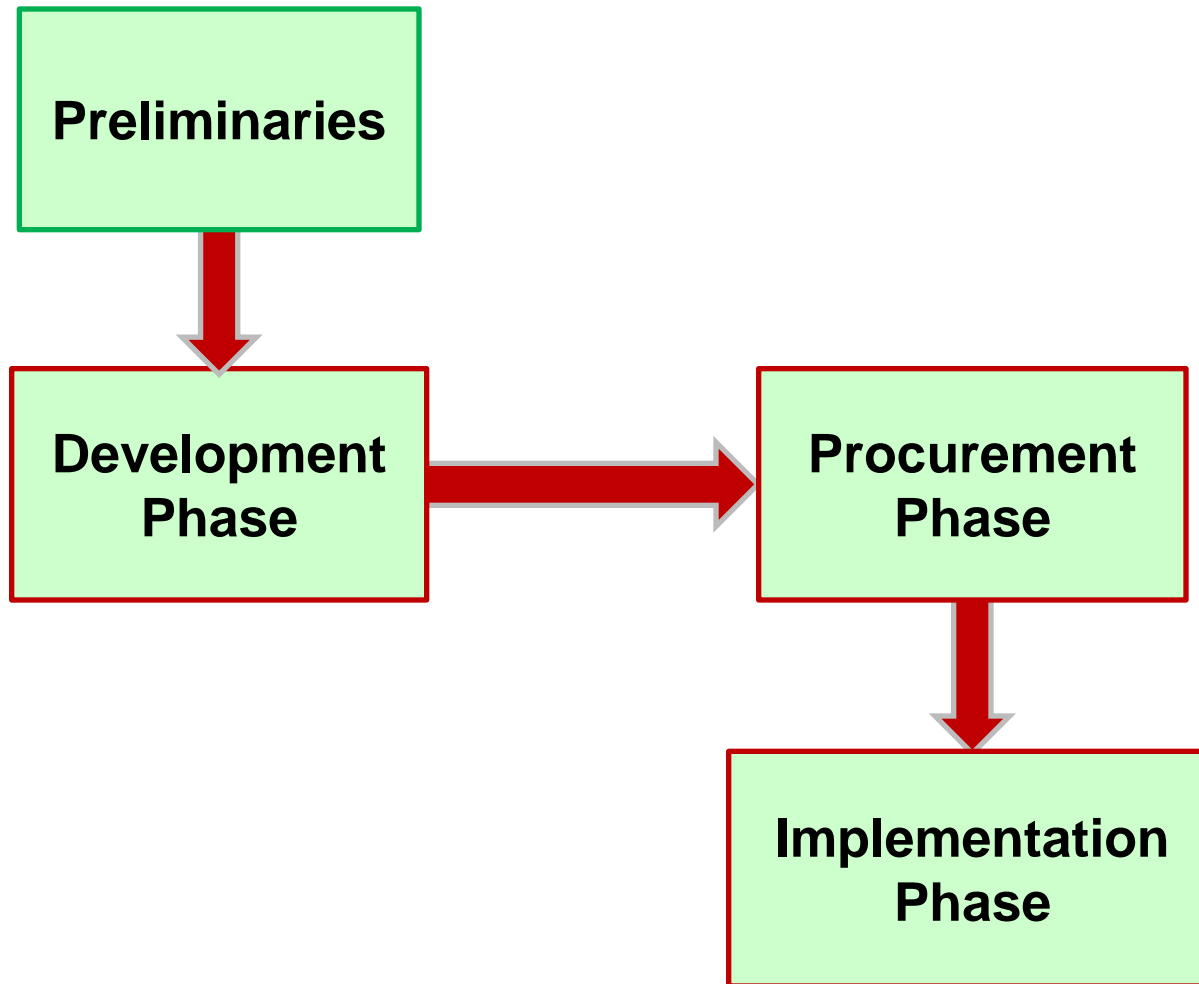 Preliminaries
Development
Phase
Procurement
Phase
Implementation
Phase